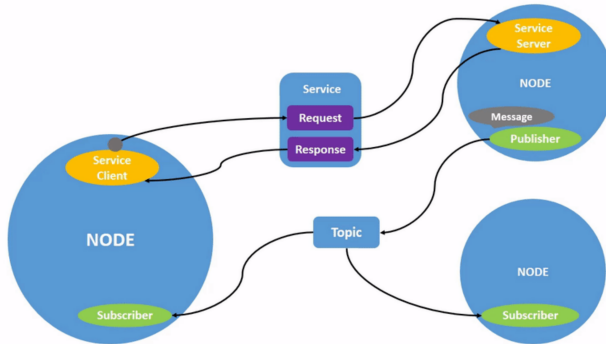 Service
Server
NODE
Message
Publisher
Service
Request
Response
Service
Client
NODE
Subscriber
Topic
NODE
Subscriber